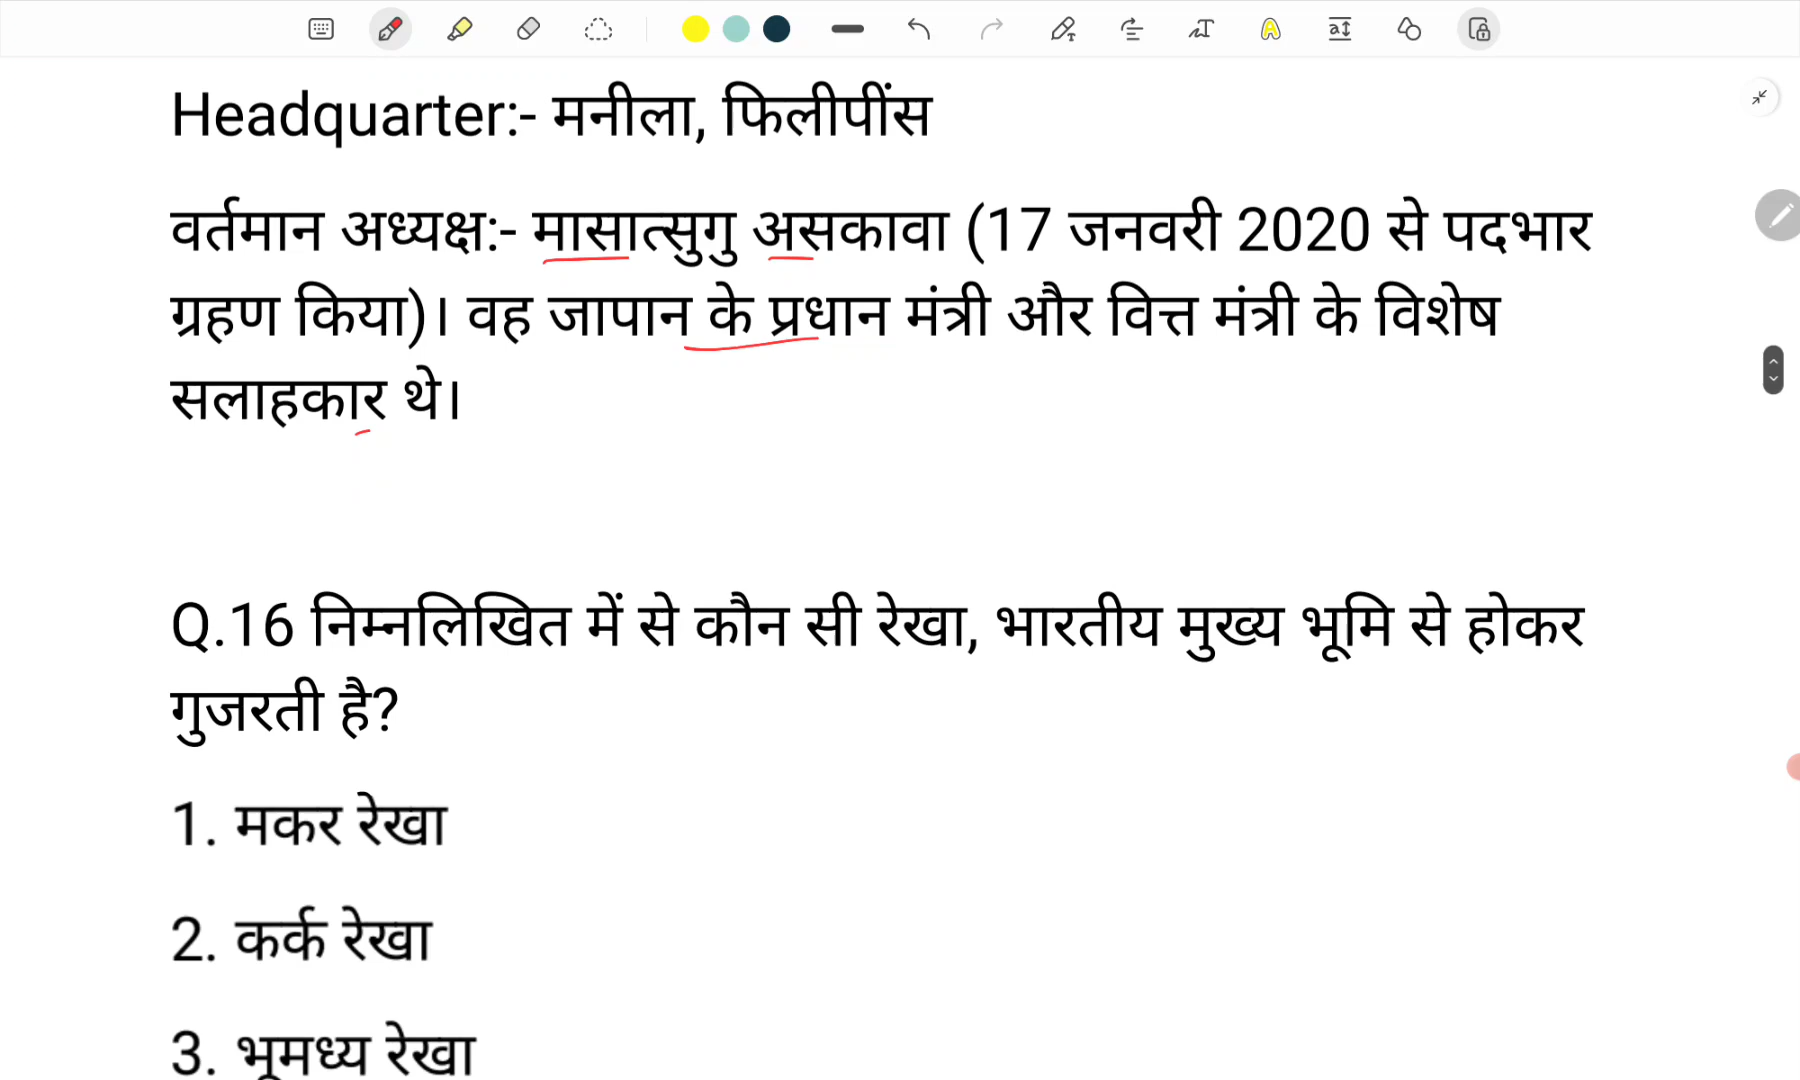 Headquarter:- मनीला, फिलीपींस
वर्तमान अध्यक्ष:- मासात्सुगु असकावा (17 जनवरी 2020 से पदभार
ग्रहण किया)। वह जापान के प्रधान मंत्री और वित्त मंत्री के विशेष
सलाहकार थे।
Q.16 निम्नलिखित में से कौन सी रेखा, भारतीय मुख्य भूमि से होकर
गुजरती है?
1. मकर रेखा
2. कर्क रेखा
3. भूमध्य रेखा